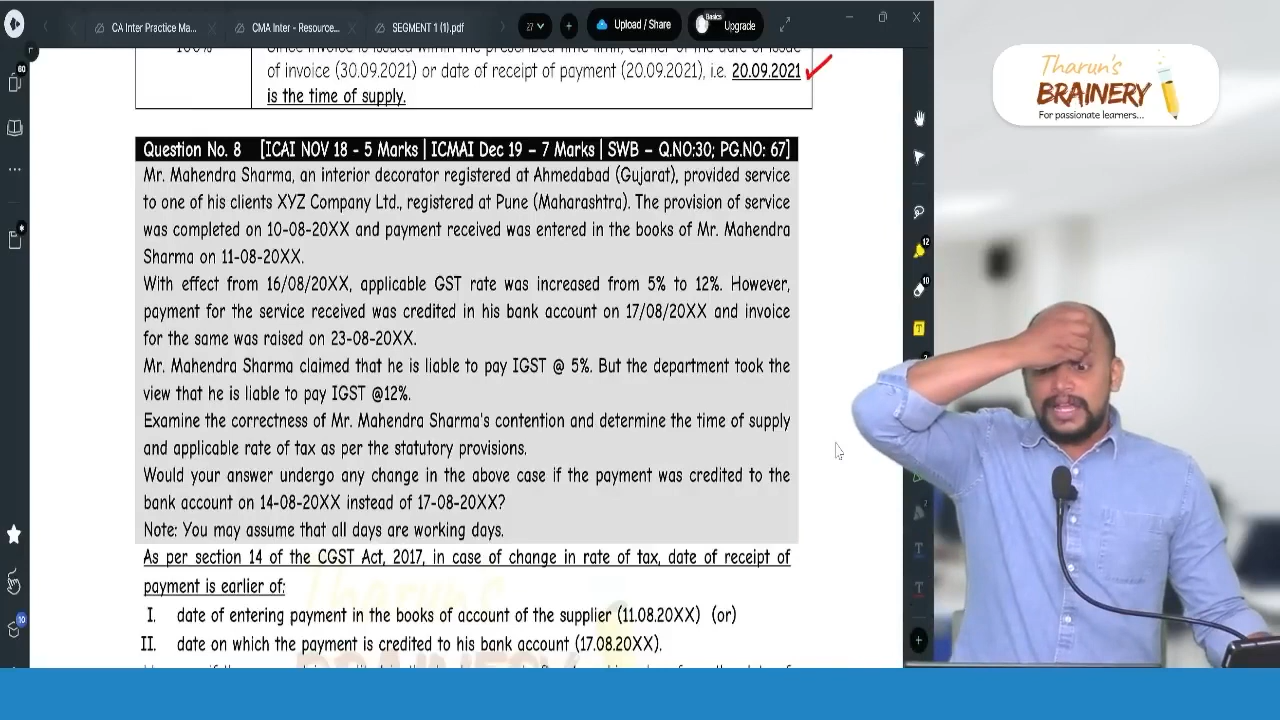 CA Inter Practice Ma...
CMA Inter - Resource...
SEGMENT 1 (1).pdf
27
Upload / Share
Basics
Upgrade
100%
of invoice (30.09.2021) or date of receipt of payment (20.09.2021), i.e. 20.09.2021
is the time of supply.
Question No. 8 [ICAI NOV 18 - 5 Marks | ICMAI Dec 19 – 7 Marks | SWB – Q.NO:30; PG.NO: 67]
Mr. Mahendra Sharma, an interior decorator registered at Ahmedabad (Gujarat), provided service
to one of his clients XYZ Company Ltd., registered at Pune (Maharashtra). The provision of service
was completed on 10-08-20XX and payment received was entered in the books of Mr. Mahendra
Sharma on 11-08-20XX.
With effect from 16/08/20XX, applicable GST rate was increased from 5% to 12%. However,
payment for the service received was credited in his bank account on 17/08/20XX and invoice
for the same was raised on 23-08-20XX.
Mr. Mahendra Sharma claimed that he is liable to pay IGST @ 5%. But the department took the
view that he is liable to pay IGST @12%.
Examine the correctness of Mr. Mahendra Sharma's contention and determine the time of supply
and applicable rate of tax as per the statutory provisions.
Would your answer undergo any change in the above case if the payment was credited to the
bank account on 14-08-20XX instead of 17-08-20XX?
Note: You may assume that all days are working days.
As per section 14 of the CGST Act, 2017, in case of change in rate of tax, date of receipt of
payment is earlier of:
I. date of entering payment in the books of account of the supplier (11.08.20XX) (or)
II. date on which the payment is credited to his bank account (17.08.20XX).
Tharun's
BRAINERY
For passionate learners...
60
10
12
10